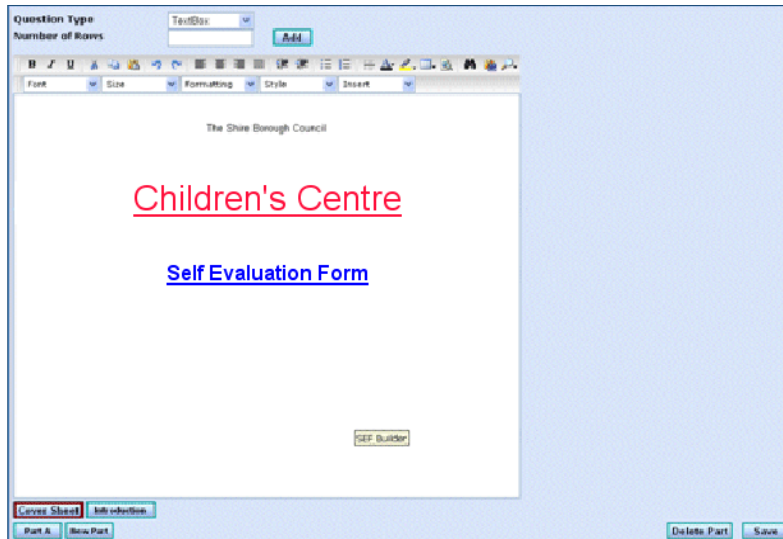 Question Type TextBox
Number of Rows Add
B I U
Font Size Formatting Style Insert
The Shire Borough Council
Children's Centre
Self Evaluation Form
SEF Builder
Cover Sheet Introduction
Part A New Part Delete Part Save